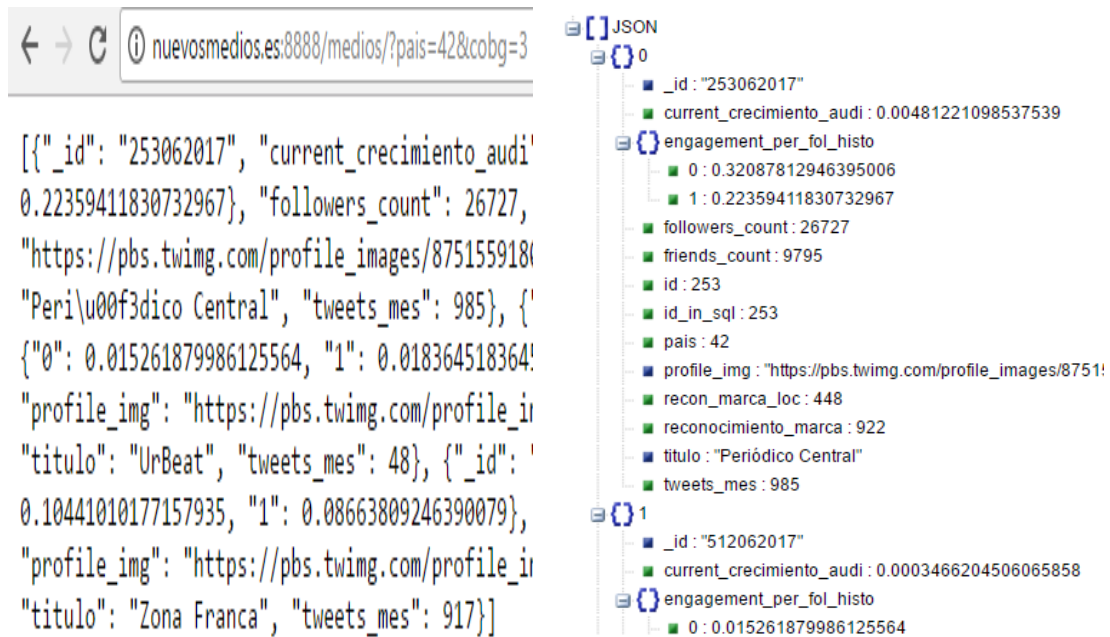 nuevosmedios.es:8888/medios/?pais=42&cobg=3
[{"_id": "253062017", "current_crecimiento_audi"
0.22359411830732967}, "followers_count": 26727,
"https://pbs.twimg.com/profile_images/875155918
"Peri\u00f3dico Central", "tweets_mes": 985}, {"
{"0": 0.015261879986125564, "1": 0.018364518364
"profile_img": "https://pbs.twimg.com/profile_i
"titulo": "UrBeat", "tweets_mes": 48}, {"_id": "
0.10441010177157935, "1": 0.08663809246390079},
"profile_img": "https://pbs.twimg.com/profile_i
"titulo": "Zona Franca", "tweets_mes": 917}]
[ ] JSON
{ } 0
_id : "253062017"
current_crecimiento_audi : 0.00481221098537539
{ } engagement_per_fol_histo
0 : 0.32087812946395006
1 : 0.22359411830732967
followers_count : 26727
friends_count : 9795
id : 253
id_in_sql : 253
pais : 42
profile_img : "https://pbs.twimg.com/profile_images/8751
recon_marca_loc : 448
reconocimiento_marca : 922
titulo : "Periódico Central"
tweets_mes : 985
{ } 1
_id : "512062017"
current_crecimiento_audi : 0.0003466204506065858
{ } engagement_per_fol_histo
0 : 0.015261879986125564